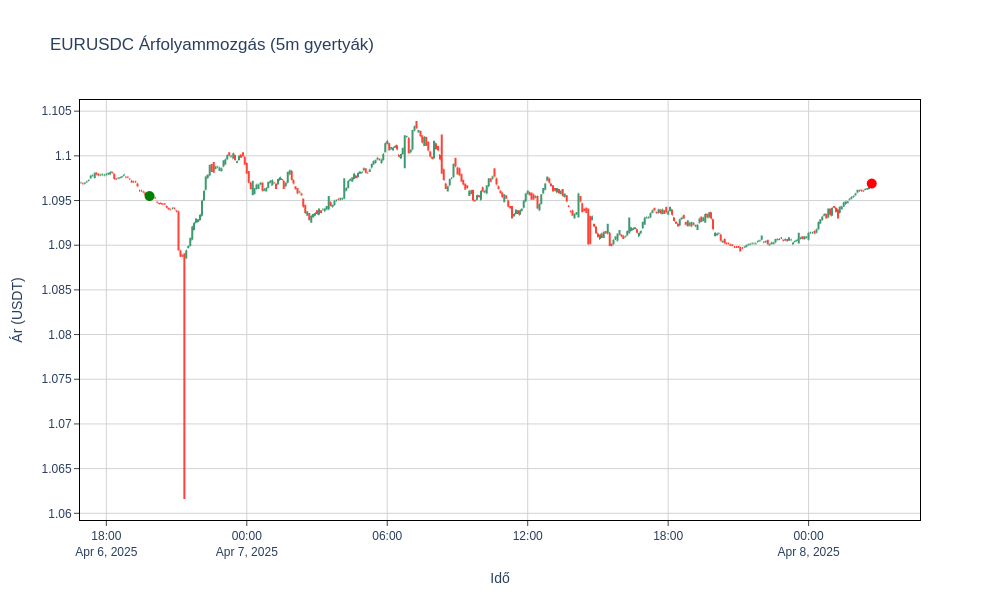 EURUSDC Árfolyammozgás (5m gyertyák)
1.105
1.1
1.095
1.09
1.085
1.08
1.075
1.07
1.065
1.06
Ár (USDT)
18:00 00:00 06:00 12:00 18:00 00:00
Apr 6, 2025 Apr 7, 2025 Apr 8, 2025
Idő